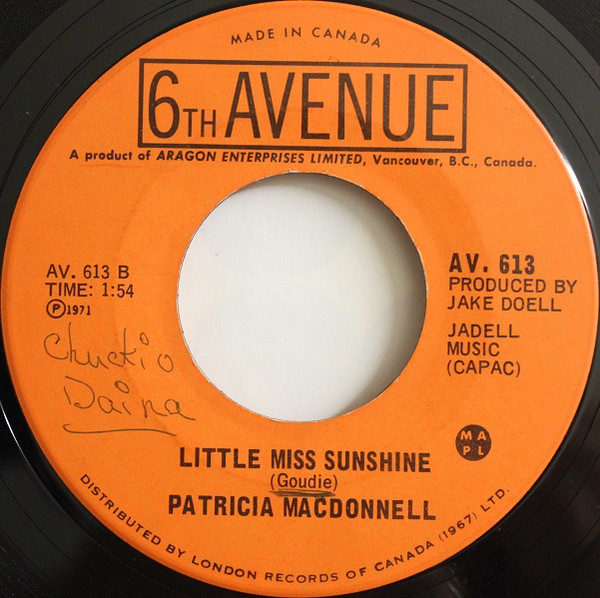 MADE IN CANADA
6TH AVENUE
A product of ARAGON ENTERPRISES LIMITED, Vancouver, B.C., Canada.
AV. 613 B
TIME: 1:54
Ⓟ1971
AV. 613
PRODUCED BY
JAKE DOELL
JADELL
MUSIC
(CAPAC)
Daina
MAPL
LITTLE MISS SUNSHINE
(Goudie)
PATRICIA MACDONNELL
DISTRIBUTED BY LONDON RECORDS OF CANADA (1967) LTD.